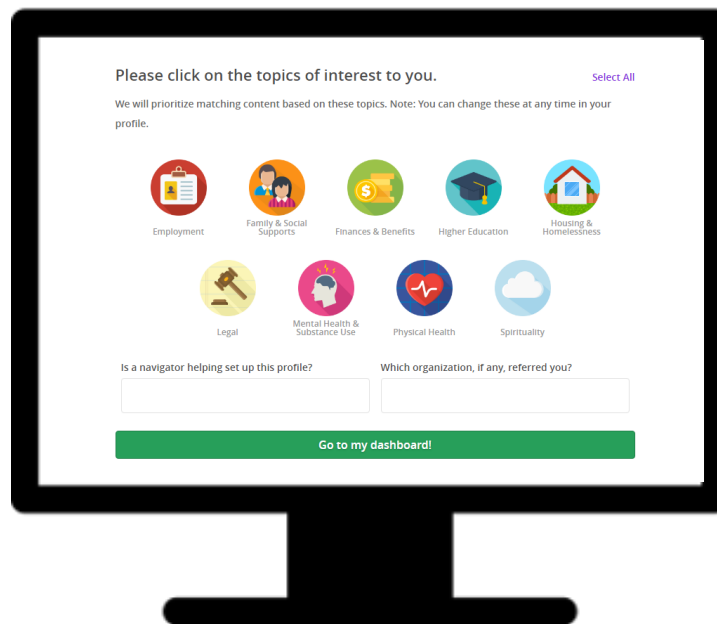 Please click on the topics of interest to you.
Select All
We will prioritize matching content based on these topics. Note: You can change these at any time in your
profile.
Employment
Family & Social
Supports
Finances & Benefits
Higher Education
Housing &
Homelessness
Legal
Mental Health &
Substance Use
Physical Health
Spirituality
Is a navigator helping set up this profile?
Which organization, if any, referred you?
Go to my dashboard!